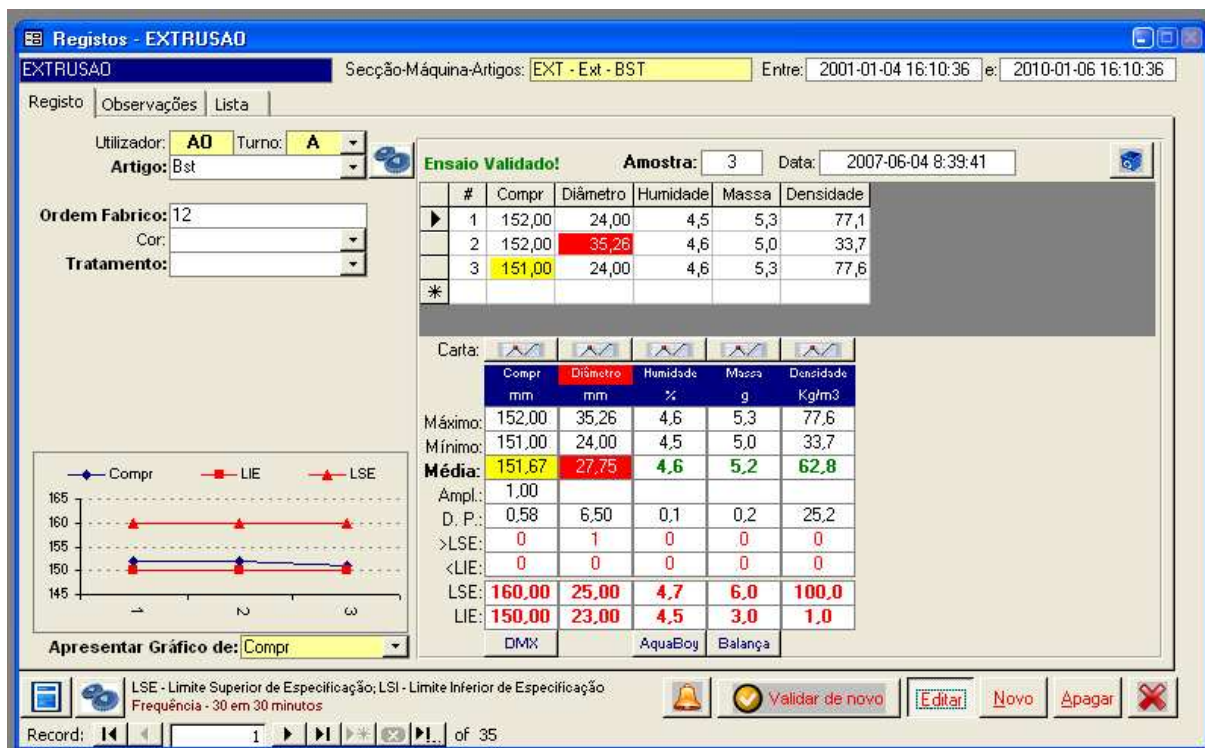 Registos - EXTRUSAO
EXTRUSAO Secção-Máquina-Artigos: EXT - Ext - BST Entre: 2001-01-04 16:10:36 e: 2010-01-06 16:10:36
Registo Observações Lista
Utilizador: A0 Turno: A
Artigo: Bst
Ordem Fabrico: 12
Cor:
Tratamento:
Ensaio Validado! Amostra: 3 Data: 2007-06-04 8:39:41
# Compr Diâmetro Humidade Massa Densidade
1 152,00 24,00 4,5 5,3 77,1
2 152,00 35,26 4,6 5,0 33,7
3 151,00 24,00 4,6 5,3 77,6
*
Carta:
Compr Diâmetro Humidade Massa Densidade
mm mm % g Kg/m3
Máximo: 152,00 35,26 4,6 5,3 77,6
Mínimo: 151,00 24,00 4,5 5,0 33,7
Média: 151,67 27,75 4,6 5,2 62,8
Ampl.: 1,00
D. P.: 0,58 6,50 0,1 0,2 25,2
>LSE: 0 1 0 0 0
<LIE: 0 0 0 0 0
LSE: 160,00 25,00 4,7 6,0 100,0
LIE: 150,00 23,00 4,5 3,0 1,0
DMX AquaBoy Balança
Compr LIE LSE
165
160
155
150
145
1 2 3
Apresentar Gráfico de: Compr
LSE - Limite Superior de Especificação; LSI - Limite Inferior de Especificação
Frequência - 30 em 30 minutos
Validar de novo Editar Novo Apagar
Record: 1 of 35